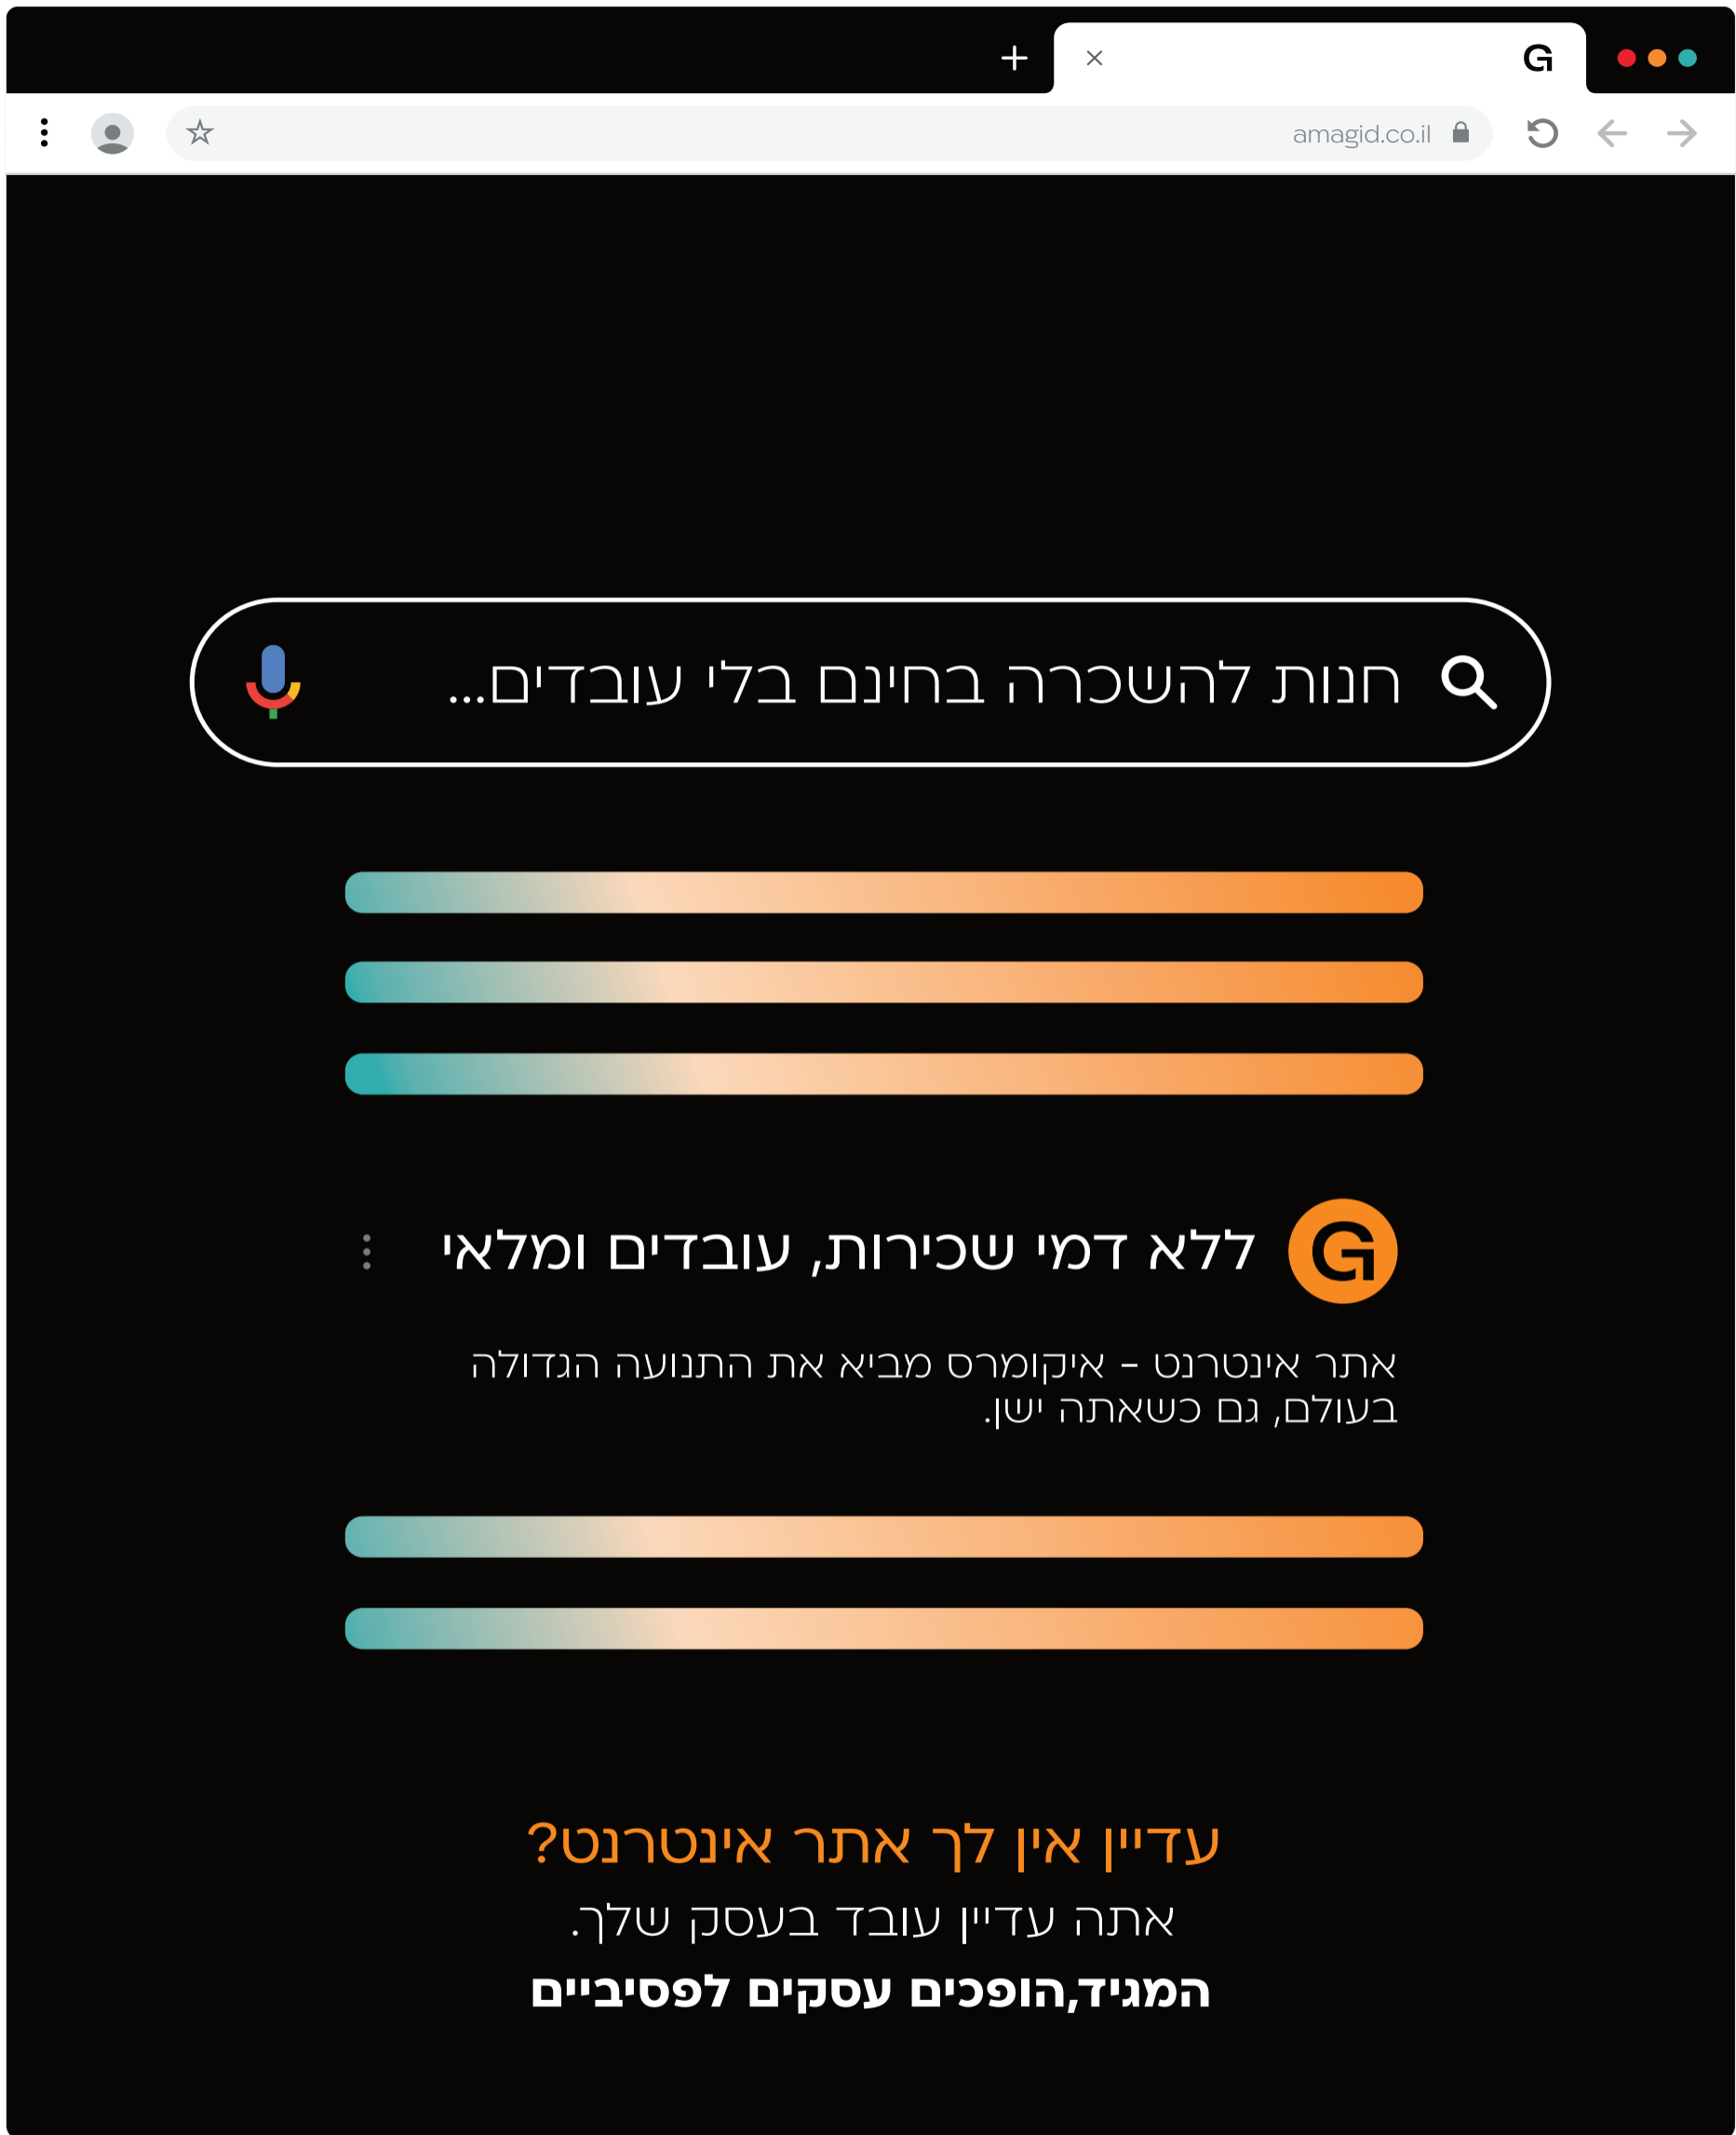 G
amagid.co.il
חנות להשכרה בחינם בלי עובדים...
G
ללא דמי שכירות, עובדים ומלאי
אתר אינטרנט - איקומרס מביא את התנועה הגדולה
בעולם, גם כשאתה ישן.
עדיין אין לך אתר אינטרנט?
אתה עדיין עובד בעסק שלך.
המגיד,הופכים עסקים לפסיביים